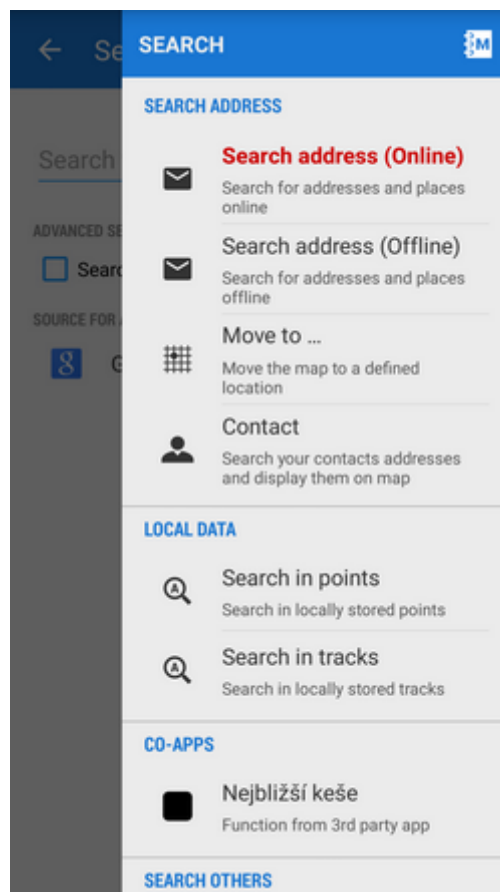 Se
SEARCH
M
SEARCH ADDRESS
Search
Search address (Online)
Search for addresses and places
online
ADVANCED SE
Searc
Search address (Offline)
Search for addresses and places
offline
SOURCE FOR
8 G
Move to ...
Move the map to a defined
location
Contact
Search your contacts addresses
and display them on map
LOCAL DATA
A
Search in points
Search in locally stored points
A
Search in tracks
Search in locally stored tracks
CO-APPS
Nejbližší keše
Function from 3rd party app
SEARCH OTHERS